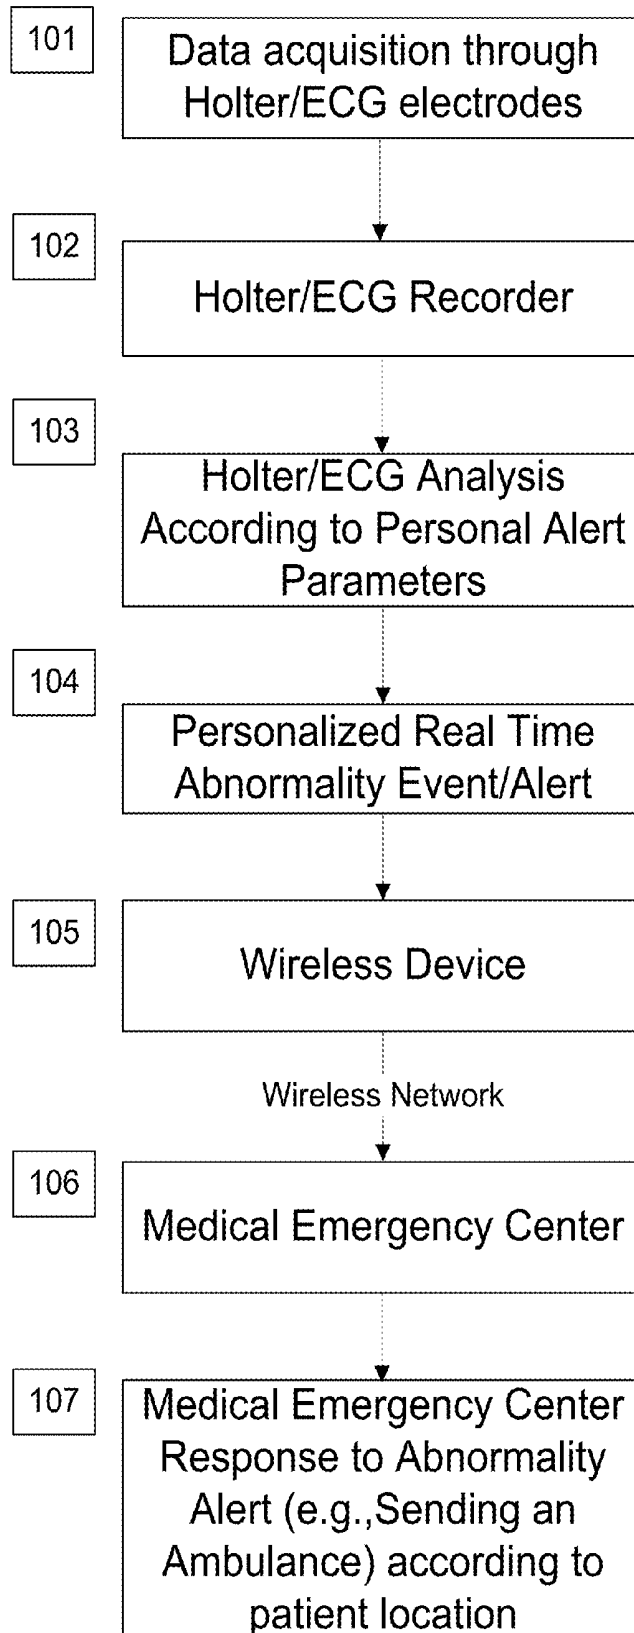 101
Data acquisition through
Holter/ECG electrodes
102
Holter/ECG Recorder
103
Holter/ECG Analysis
According to Personal Alert
Parameters
104
Personalized Real Time
Abnormality Event/Alert
105
Wireless Device
Wireless Network
106
Medical Emergency Center
107
Medical Emergency Center
Response to Abnormality
Alert (e.g.,Sending an
Ambulance) according to
patient location